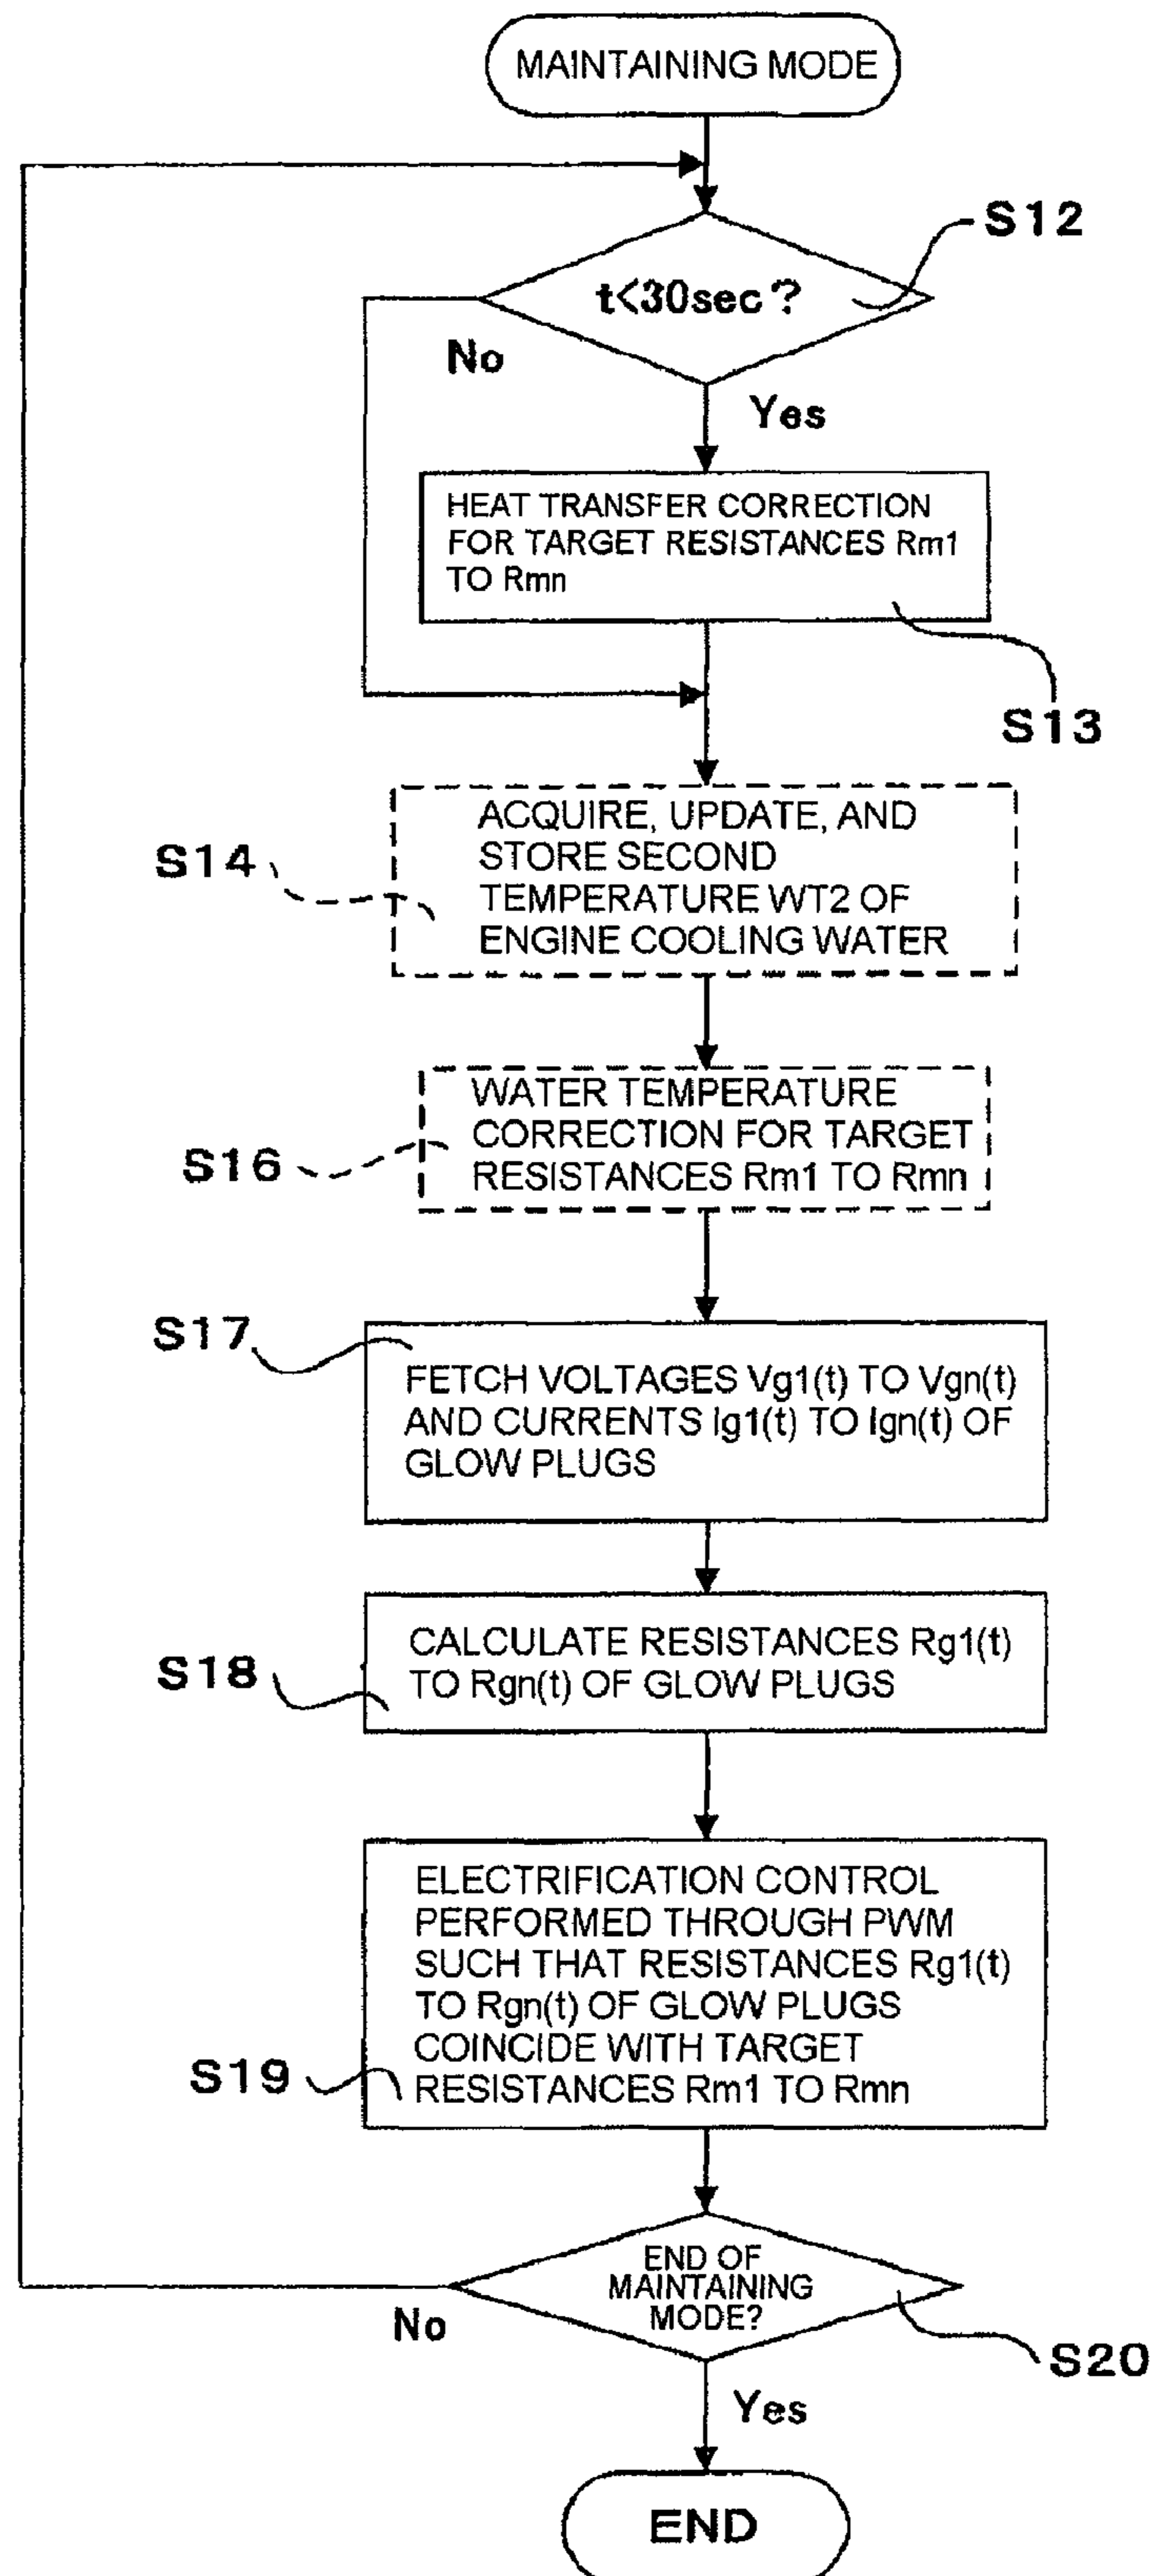 MAINTAINING MODE
S12
t<30sec?
No
Yes
HEAT TRANSFER CORRECTION
FOR TARGET RESISTANCES Rm1
TO Rmn
S13
S14
ACQUIRE, UPDATE, AND
STORE SECOND
TEMPERATURE WT2 OF
ENGINE COOLING WATER
S16
WATER TEMPERATURE
CORRECTION FOR TARGET
RESISTANCES Rm1 TO Rmn
S17
FETCH VOLTAGES Vg1(t) TO Vgn(t)
AND CURRENTS Ig1(t) TO Ign(t) OF
GLOW PLUGS
S18
CALCULATE RESISTANCES Rg1(t)
TO Rgn(t) OF GLOW PLUGS
S19
ELECTRIFICATION CONTROL
PERFORMED THROUGH PWM
SUCH THAT RESISTANCES Rg1(t)
TO Rgn(t) OF GLOW PLUGS
COINCIDE WITH TARGET
RESISTANCES Rm1 TO Rmn
END OF
MAINTAINING
MODE?
No
S20
Yes
END